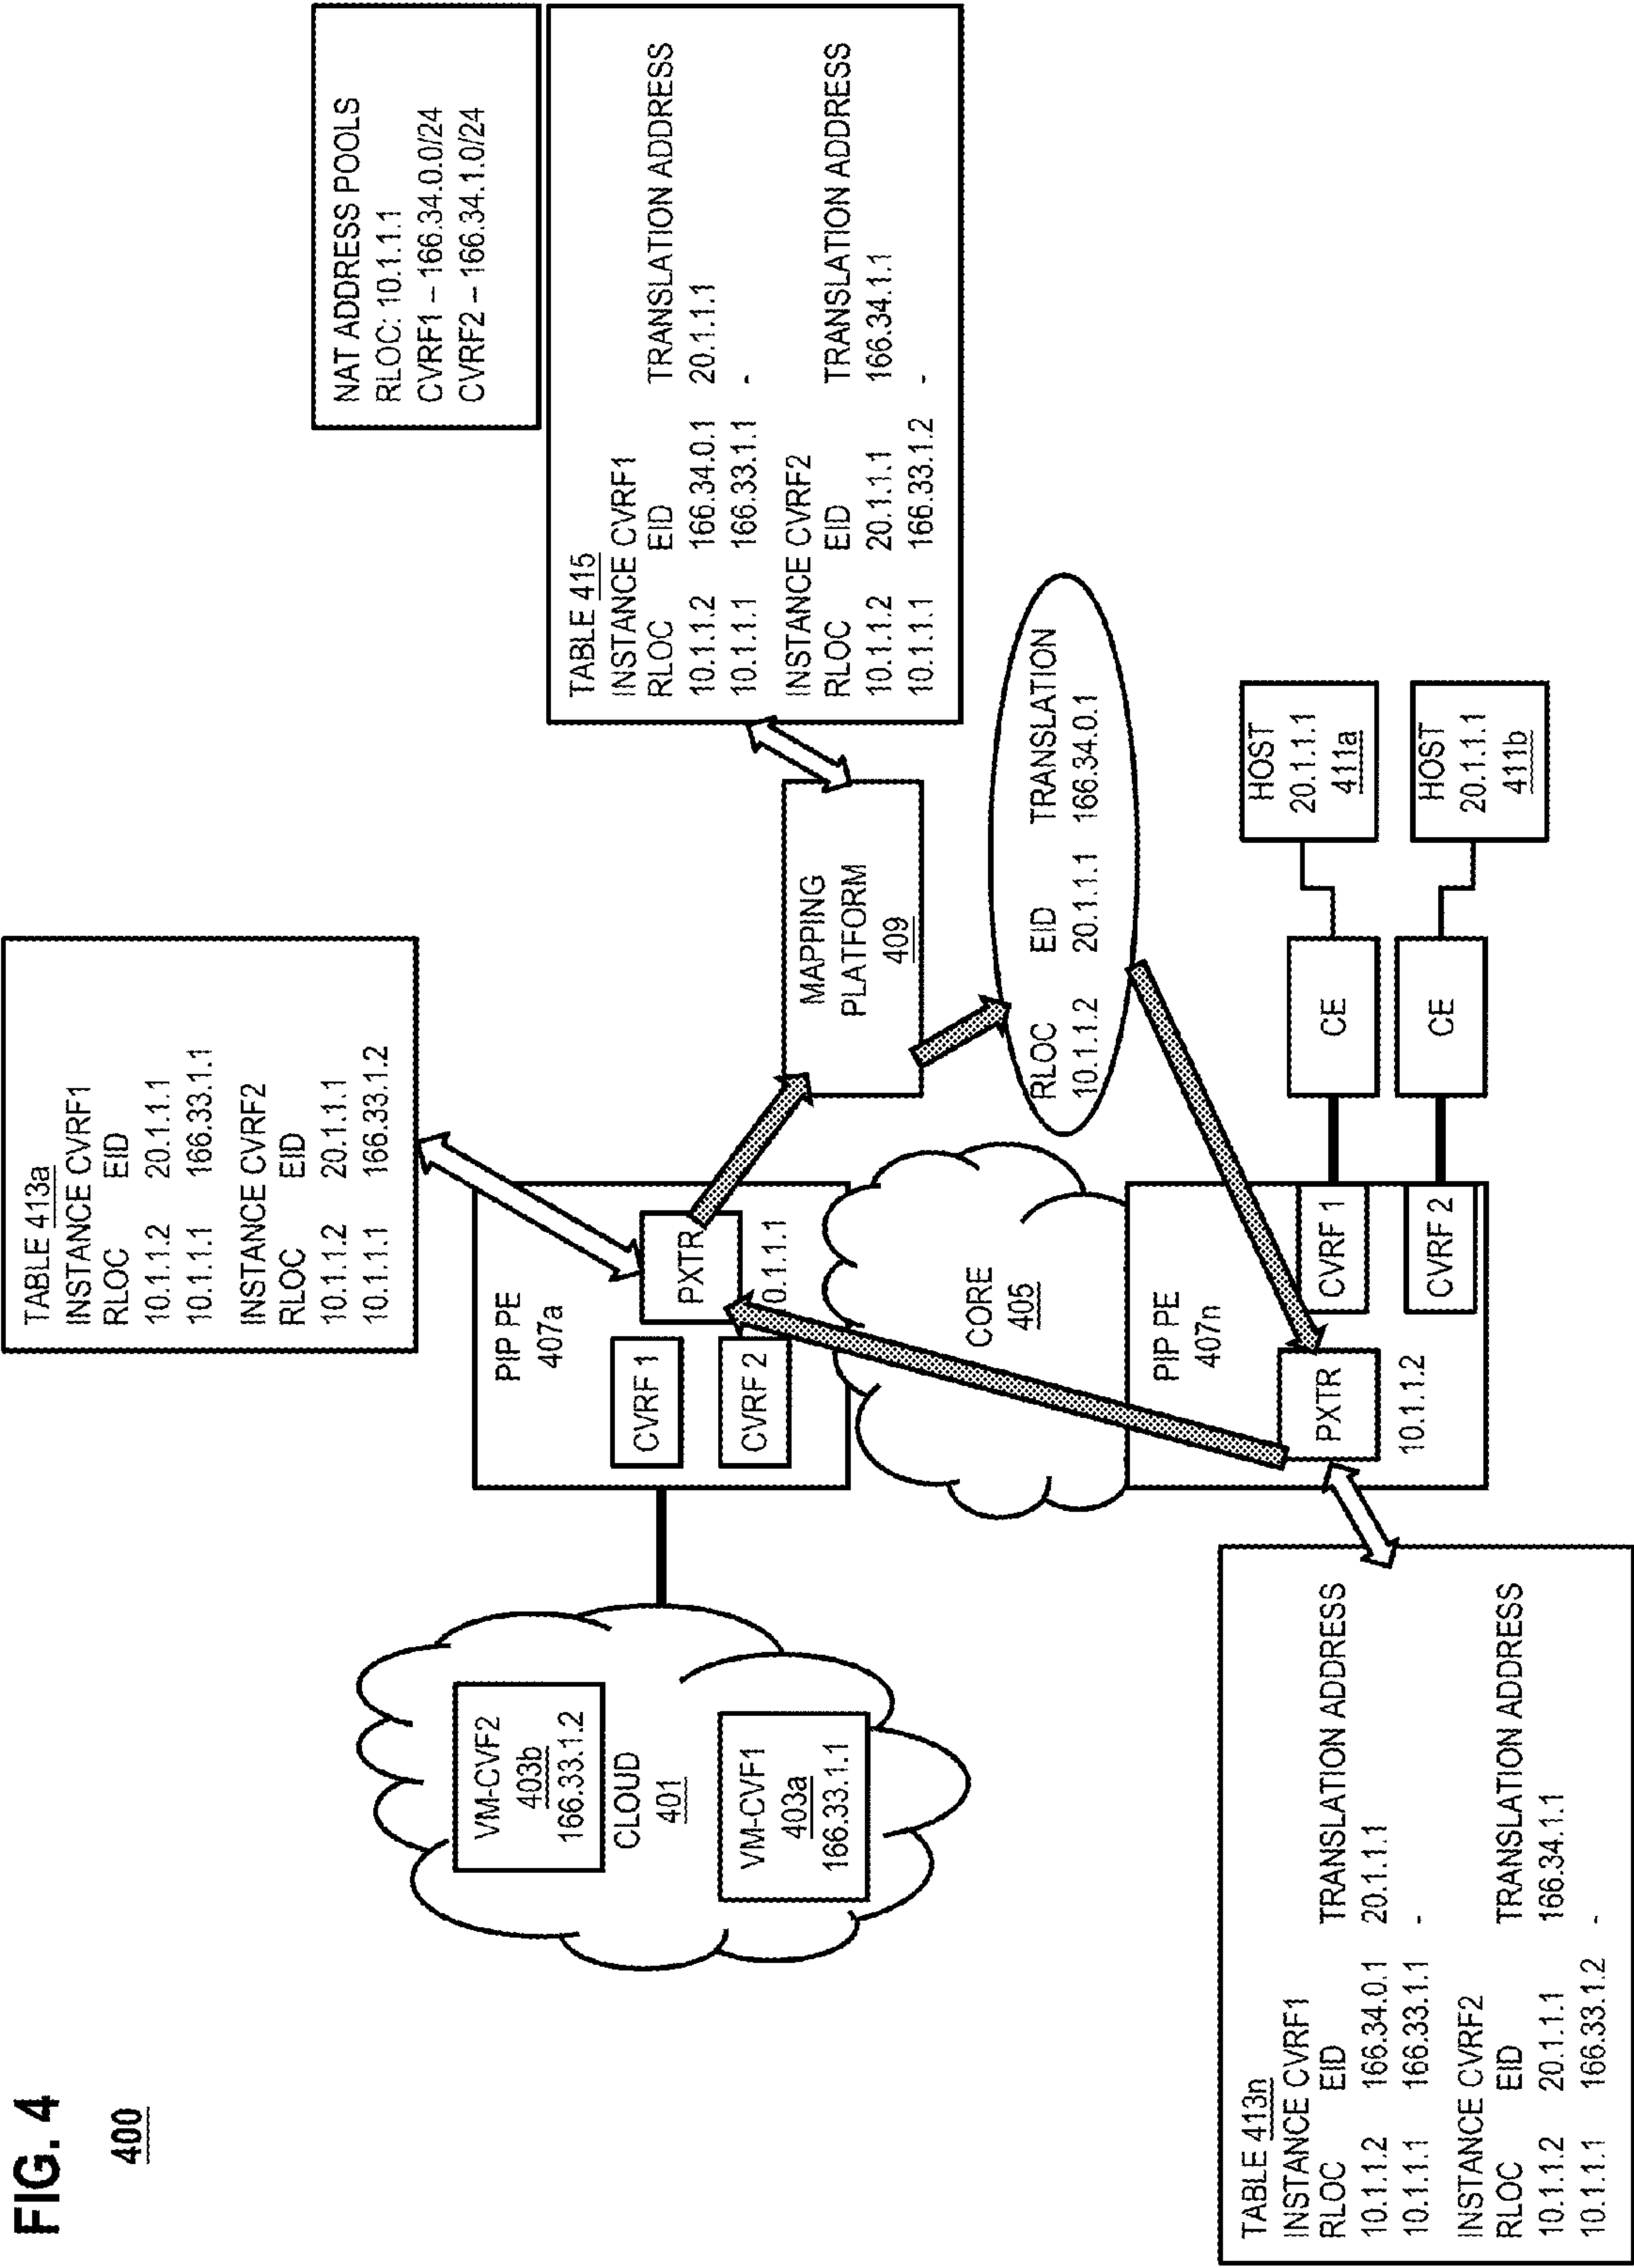 FIG. 4
400
TABLE 413a
INSTANCE CVRF1
RLOC EID
10.1.1.2 20.1.1.1
10.1.1.1 166.33.1.1
INSTANCE CVRF2
RLOC EID
10.1.1.2 20.1.1.1
10.1.1.1 166.33.1.2
NAT ADDRESS POOLS
RLOC: 10.1.1.1
CVRF1 – 166.34.0.0/24
CVRF2 – 166.34.1.0/24
TABLE 415
INSTANCE CVRF1
RLOC EID TRANSLATION ADDRESS
10.1.1.2 166.34.0.1 20.1.1.1
10.1.1.1 166.33.1.1 -
INSTANCE CVRF2
RLOC EID TRANSLATION ADDRESS
10.1.1.2 20.1.1.1 166.34.1.1
10.1.1.1 166.33.1.2 -
VM-CVF2
403b
166.33.1.2
CLOUD
401
VM-CVF1
403a
166.33.1.1
PIP PE
407a
CVRF 1
CVRF 2
PXTR
0.1.1.1
MAPPING
PLATFORM
409
CORE
405
RLOC EID TRANSLATION
10.1.1.2 20.1.1.1 166.34.0.1
PIP PE
407n
PXTR
10.1.1.2
CVRF 1
CVRF 2
CE
CE
HOST
20.1.1.1
411a
HOST
20.1.1.1
411b
TABLE 413n
INSTANCE CVRF1
RLOC EID TRANSLATION ADDRESS
10.1.1.2 166.34.0.1 20.1.1.1
10.1.1.1 166.33.1.1 -
INSTANCE CVRF2
RLOC EID TRANSLATION ADDRESS
10.1.1.2 20.1.1.1 166.34.1.1
10.1.1.1 166.33.1.2 -